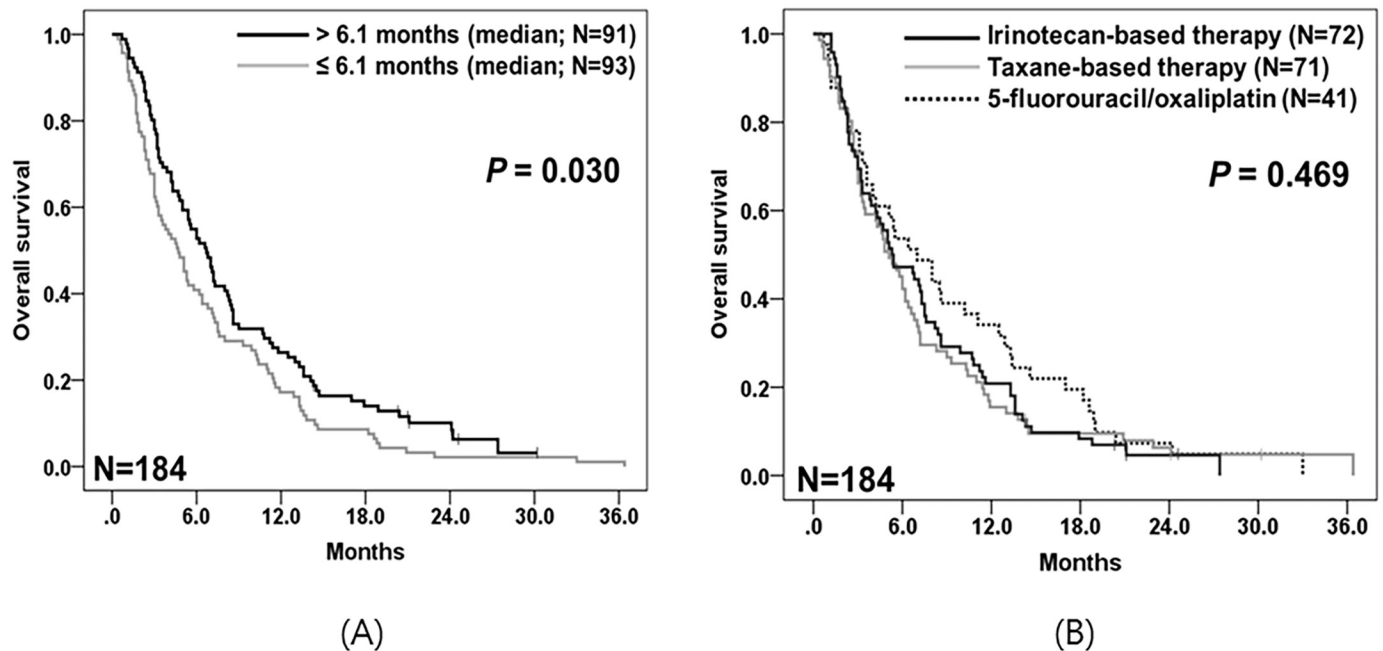 > 6.1 months (median; N=91)
≤ 6.1 months (median; N=93)
P = 0.030
N=184
Overall survival
1.0
0.8
0.6
0.4
0.2
0.0
.0 6.0 12.0 18.0 24.0 30.0 36.0
Months
(A)
Irinotecan-based therapy (N=72)
Taxane-based therapy (N=71)
5-fluorouracil/oxaliplatin (N=41)
P = 0.469
N=184
Overall survival
1.0
0.8
0.6
0.4
0.2
0.0
.0 6.0 12.0 18.0 24.0 30.0 36.0
Months
(B)